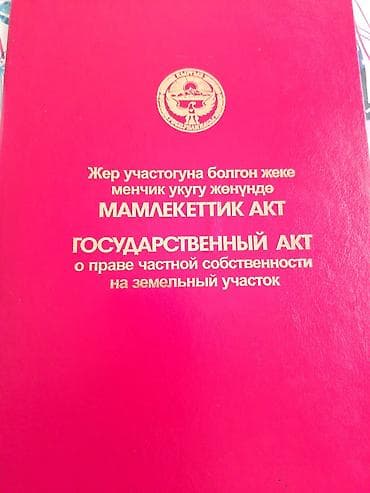 Жер участогуна болгон жеке
менчик укугу жөнүндө
МАМЛЕКЕТТИК АКТ
ГОСУДАРСТВЕННЫЙ АКТ
о праве частной собственности
на земельный участок